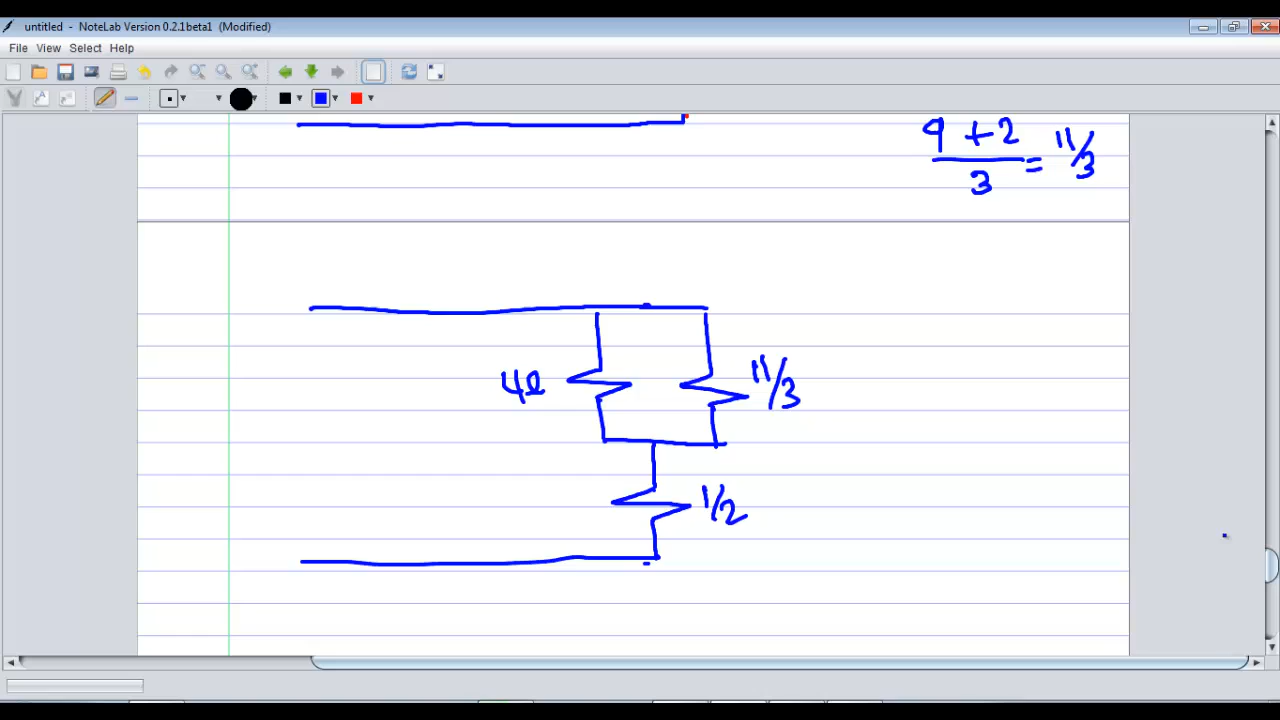 untitled - NoteLab Version 0.2.1beta1 (Modified)
File View Select Help
9 + 2
3
= 11/3
4Ω
11/3
1/2